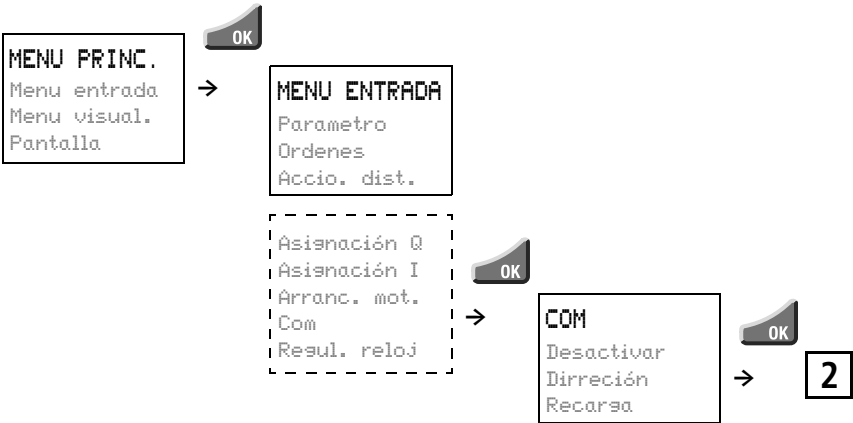 OK
MENU PRINC.
Menu entrada
Menu visual.
Pantalla
MENU ENTRADA
Parametro
Ordenes
Accio. dist.
Asignación Q
Asignación I
Arranc. mot.
Com
Regul. reloj
OK
COM
Desactivar
Dirreción
Recarga
OK
2